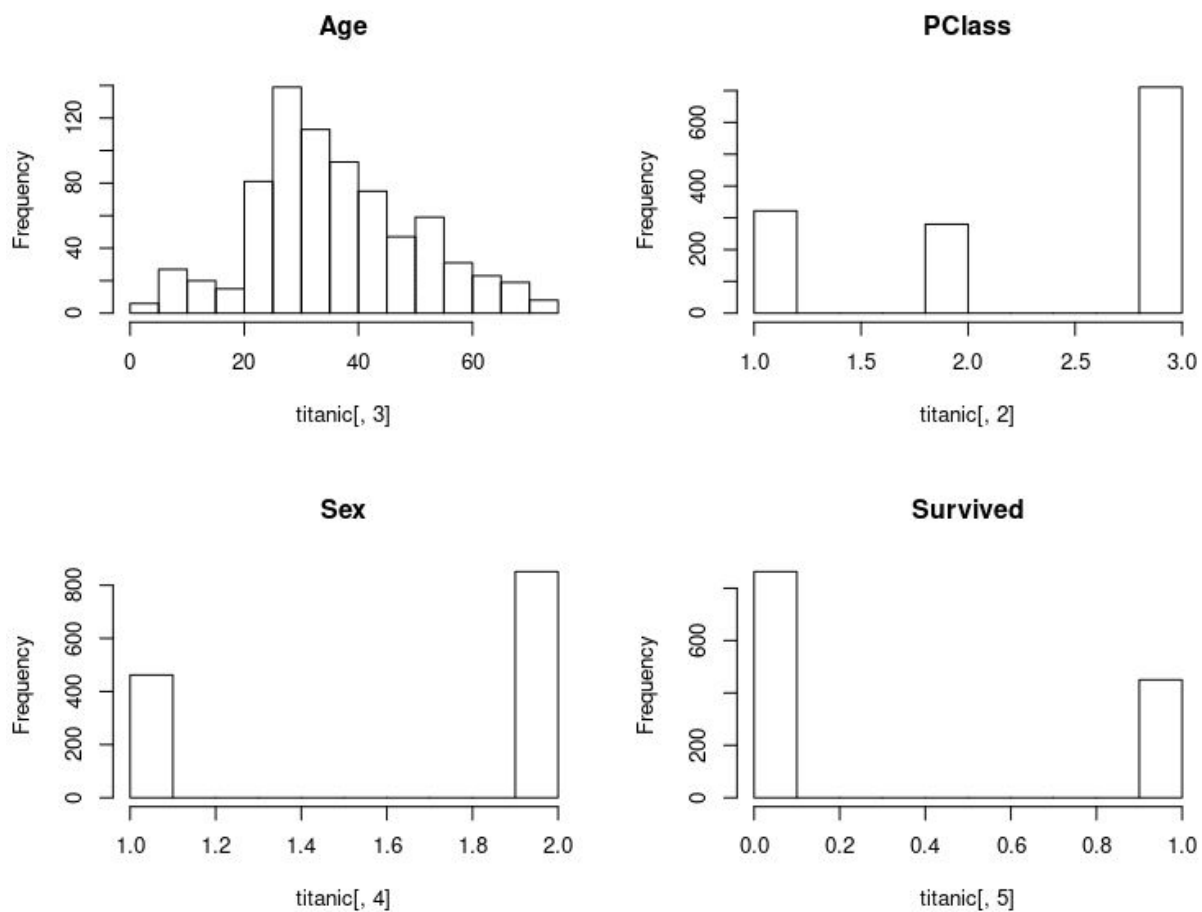 Age
Frequency
0 40 80 120
0 20 40 60
titanic[, 3]
PClass
Frequency
0 200 400 600
1.0 1.5 2.0 2.5 3.0
titanic[, 2]
Sex
Frequency
0 200 400 600 800
1.0 1.2 1.4 1.6 1.8 2.0
titanic[, 4]
Survived
Frequency
0 200 600
0.0 0.2 0.4 0.6 0.8 1.0
titanic[, 5]